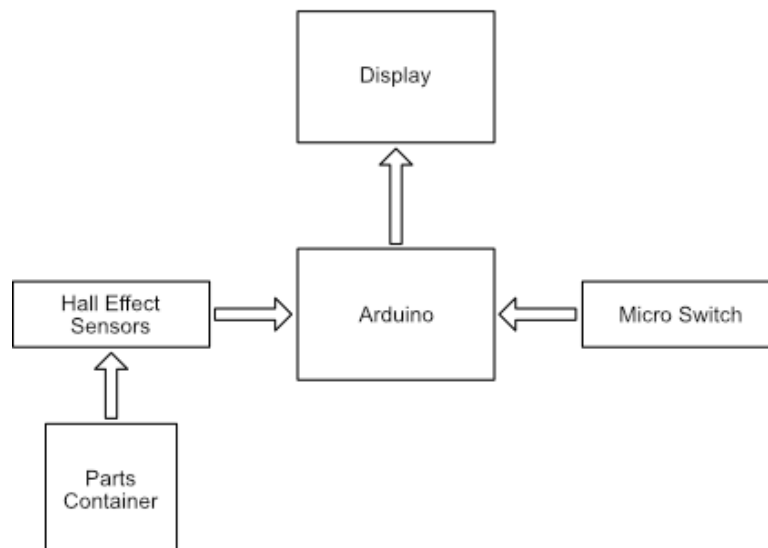 Display
Hall Effect
Sensors
Arduino
Micro Switch
Parts
Container